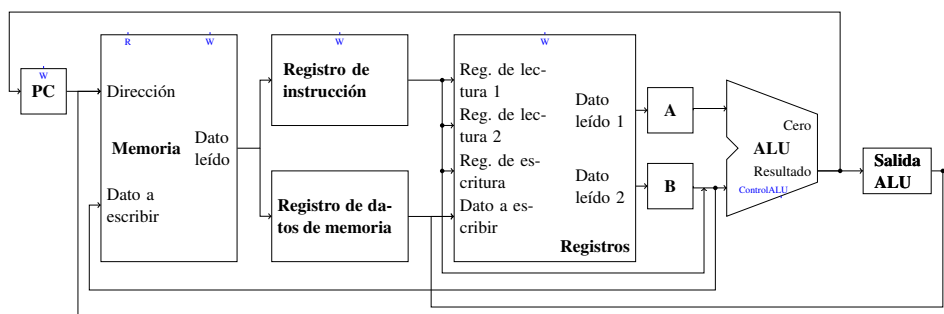 R
W
W
W
W
PC
Dirección
Memoria
Dato
leído
Dato a
escribir
Registro de
instrucción
Registro de da-
tos de memoria
Reg. de lec-
tura 1
Reg. de lec-
tura 2
Reg. de es-
critura
Dato a es-
cribir
Dato
leído 1
Dato
leído 2
Registros
A
B
Cero
ALU
Resultado
ControlALU
Salida
ALU